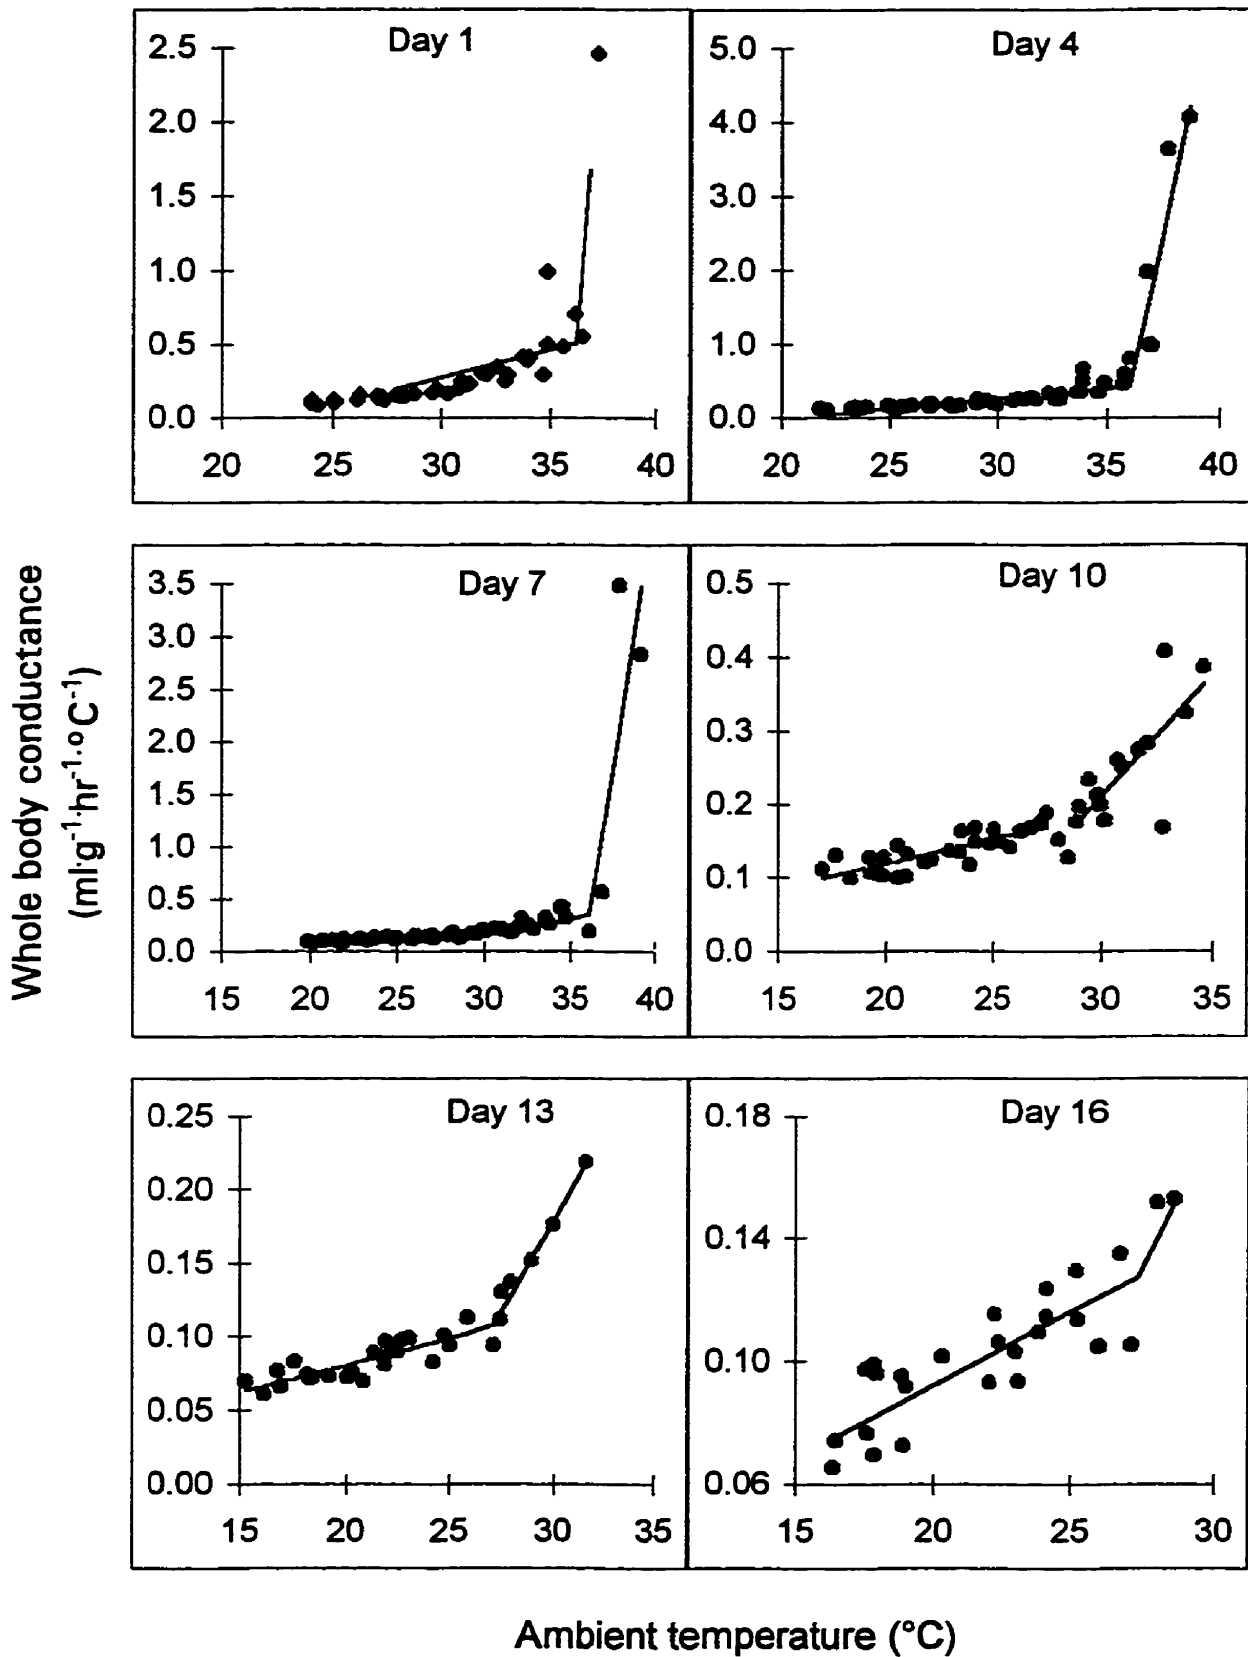 Day 1
2.5
2.0
1.5
1.0
0.5
0.0
20 25 30 35 40
Day 4
5.0
4.0
3.0
2.0
1.0
0.0
20 25 30 35 40
Day 7
3.5
3.0
2.5
2.0
1.5
1.0
0.5
0.0
15 20 25 30 35 40
Day 10
0.5
0.4
0.3
0.2
0.1
0.0
15 20 25 30 35
Day 13
0.25
0.20
0.15
0.10
0.05
0.00
15 20 25 30 35
Day 16
0.18
0.14
0.10
0.06
15 20 25 30
Whole body conductance
(ml·g⁻¹·hr⁻¹·°C⁻¹)
Ambient temperature (°C)